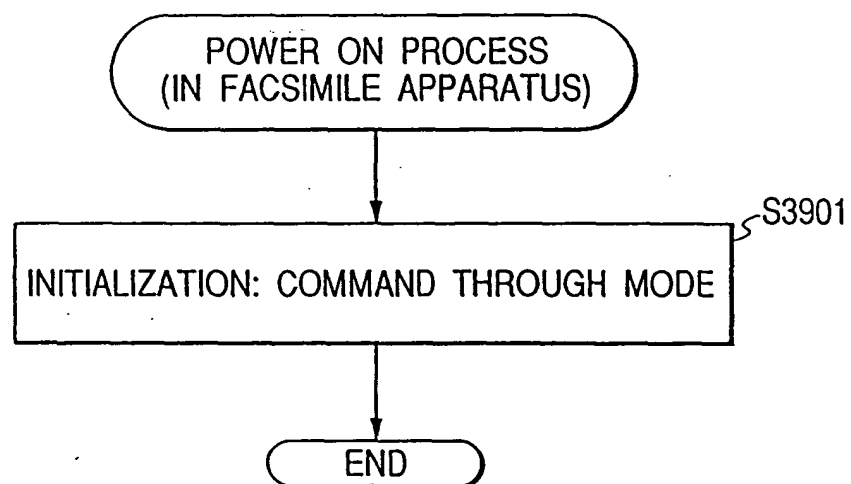 POWER ON PROCESS
(IN FACSIMILE APPARATUS)
S3901
INITIALIZATION: COMMAND THROUGH MODE
END